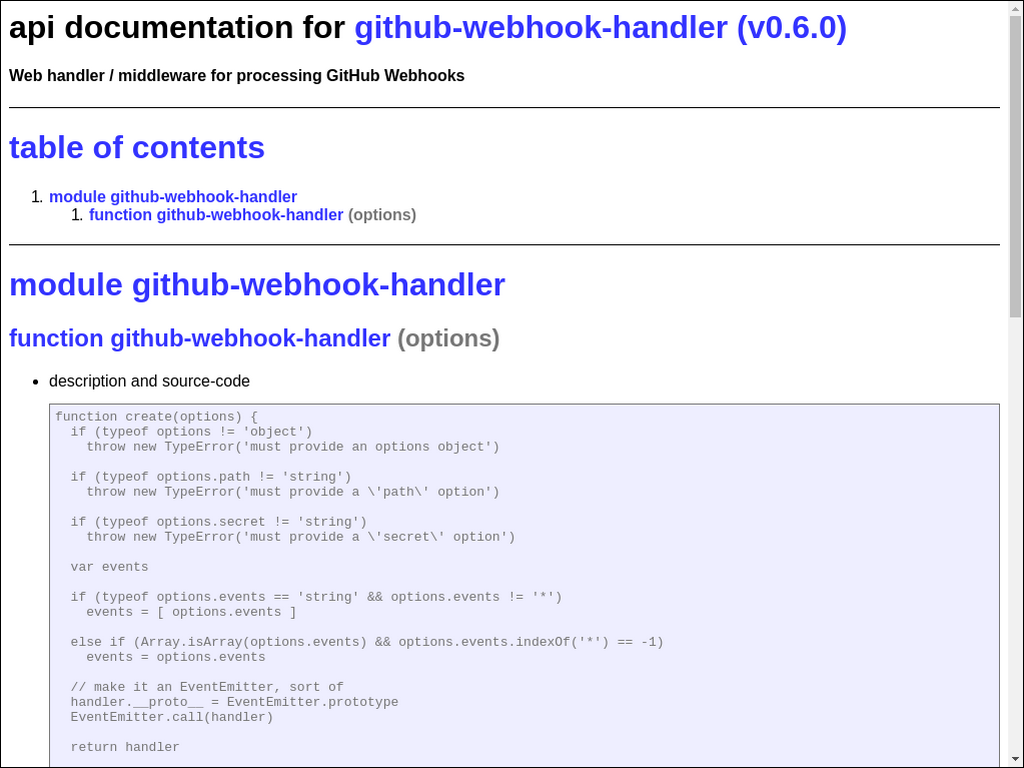 api documentation for github-webhook-handler (v0.6.0)
Web handler / middleware for processing GitHub Webhooks
table of contents
1. module github-webhook-handler
1. function github-webhook-handler (options)
module github-webhook-handler
function github-webhook-handler (options)
• description and source-code
function create(options) {
  if (typeof options != 'object')
    throw new TypeError('must provide an options object')

  if (typeof options.path != 'string')
    throw new TypeError('must provide a \'path\' option')

  if (typeof options.secret != 'string')
    throw new TypeError('must provide a \'secret\' option')

  var events

  if (typeof options.events == 'string' && options.events != '*')
    events = [ options.events ]

  else if (Array.isArray(options.events) && options.events.indexOf('*') == -1)
    events = options.events

  // make it an EventEmitter, sort of
  handler.__proto__ = EventEmitter.prototype
  EventEmitter.call(handler)

  return handler